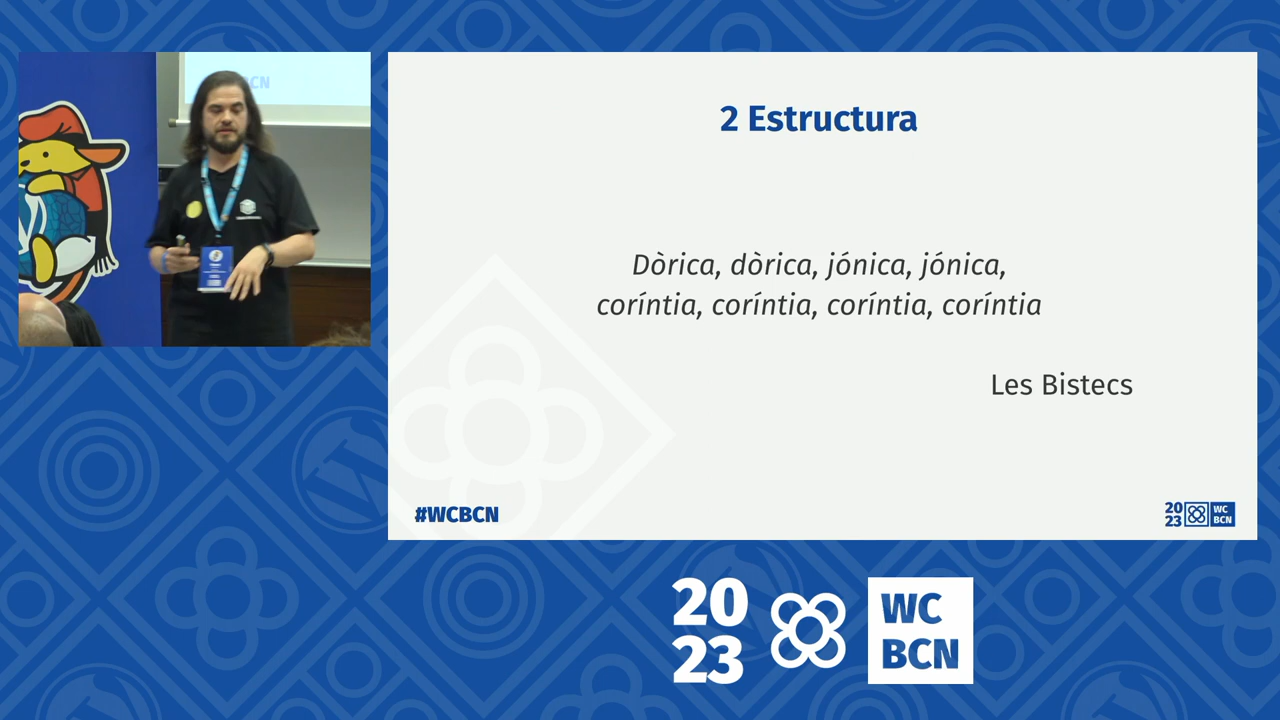 CN
2 Estructura
Dòrica, dòrica, jónica, jónica,
coríntia, coríntia, coríntia, coríntia
Les Bistecs
#WCBCN
20
23
WC
BCN
20
23
WC
BCN